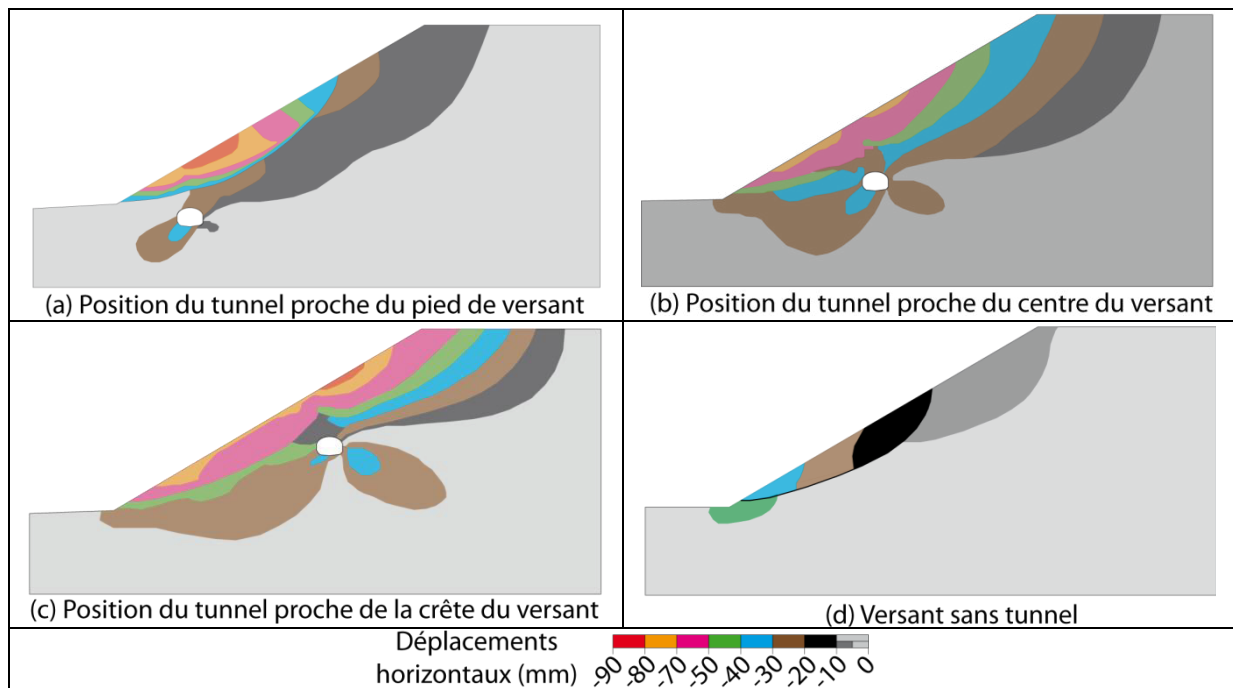 (a) Position du tunnel proche du pied de versant
(b) Position du tunnel proche du centre du versant
(c) Position du tunnel proche de la crête du versant
(d) Versant sans tunnel
Déplacements
horizontaux (mm)
-90 -80 -70 -50 -40 -30 -20 -10 0